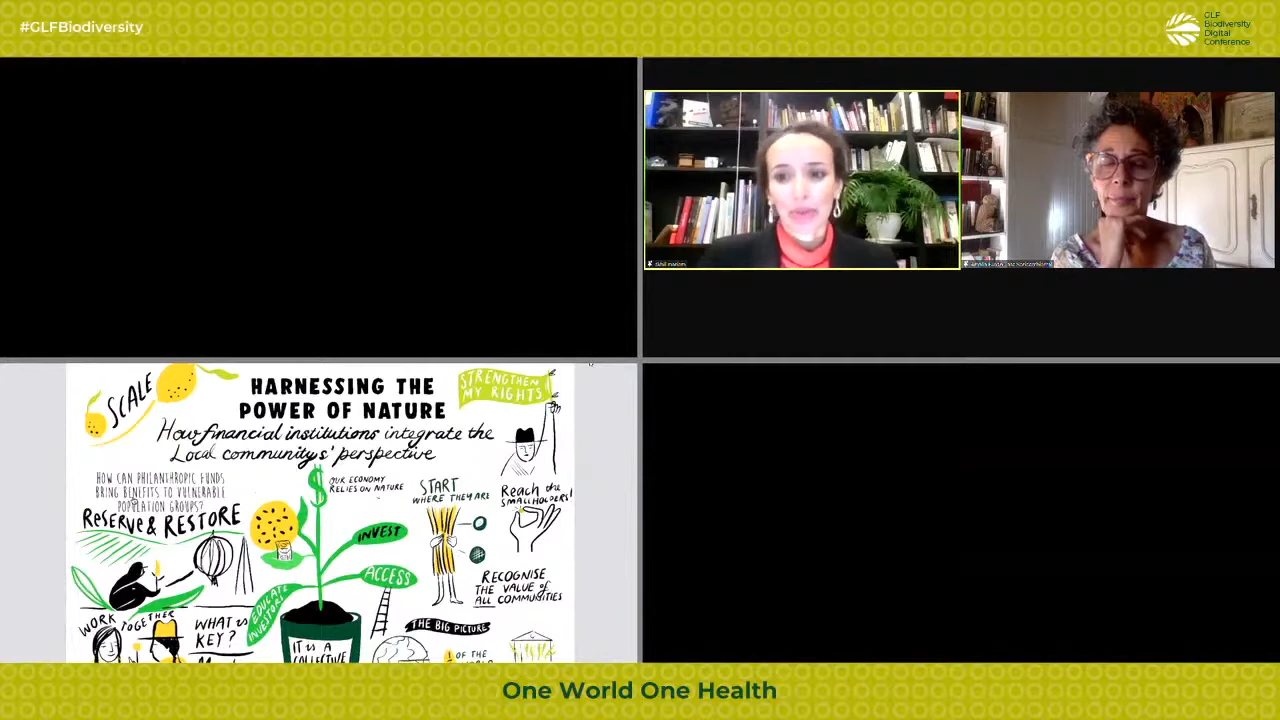 #GLFBiodiversity
GLF
Biodiversity
Digital
Conference
SCALE
HARNESSING THE
POWER OF NATURE
How financial institutions integrate the
Local communitys' perspective
STRENGTHEN
MY RIGHTS
HOW CAN PHILANTHROPIC FUNDS
BRING BENEFITS TO VULNERABLE
POPULATION GROUPS?
RESERVE & RESTORE
OUR ECONOMY
RELIES ON NATURE
START
WHERE THEY ARE
Reach the
SMALLHOLDERS!
INVEST
ACCESS
EDUCATE
INVESTORS
RECOGNISE
THE VALUE of
ALL COMMUNITIES
WORK TOGETHER
WHAT is
KEY?
THE BIG PICTURE
IT is A
COLLECTIVE
OF THE
One World One Health